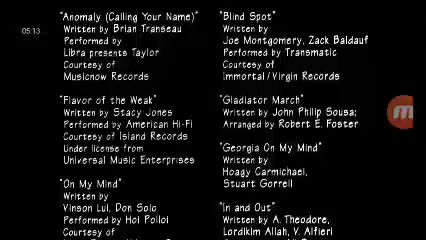 05:13...
"Anomaly (Calling Your Name)"
Written by Brian Transeau
Performed by
Libra presents Taylor
Courtesy of
Musicnow Records
"Flavor of the Weak"
Written by Stacy Jones
Performed by American Hi-Fi
Courtesy of Island Records
Under license from
Universal Music Enterprises
"On My Mind"
Written by
Vinson Lui, Don Solo
Performed by Hoi Polloi
Courtesy of
"Blind Spot"
Written by
Joe Montgomery, Zack Baldauf
Performed by Transmatic
Courtesy of
Immortal/Virgin Records
"Gladiator March"
Written by John Philip Sousa;
Arranged by Robert E. Foster
"Georgia On My Mind"
Written by
Hoagy Carmichael,
Stuart Gorrell
"In and Out"
Written by A. Theodore,
Lordikim Allah, V. Alfieri